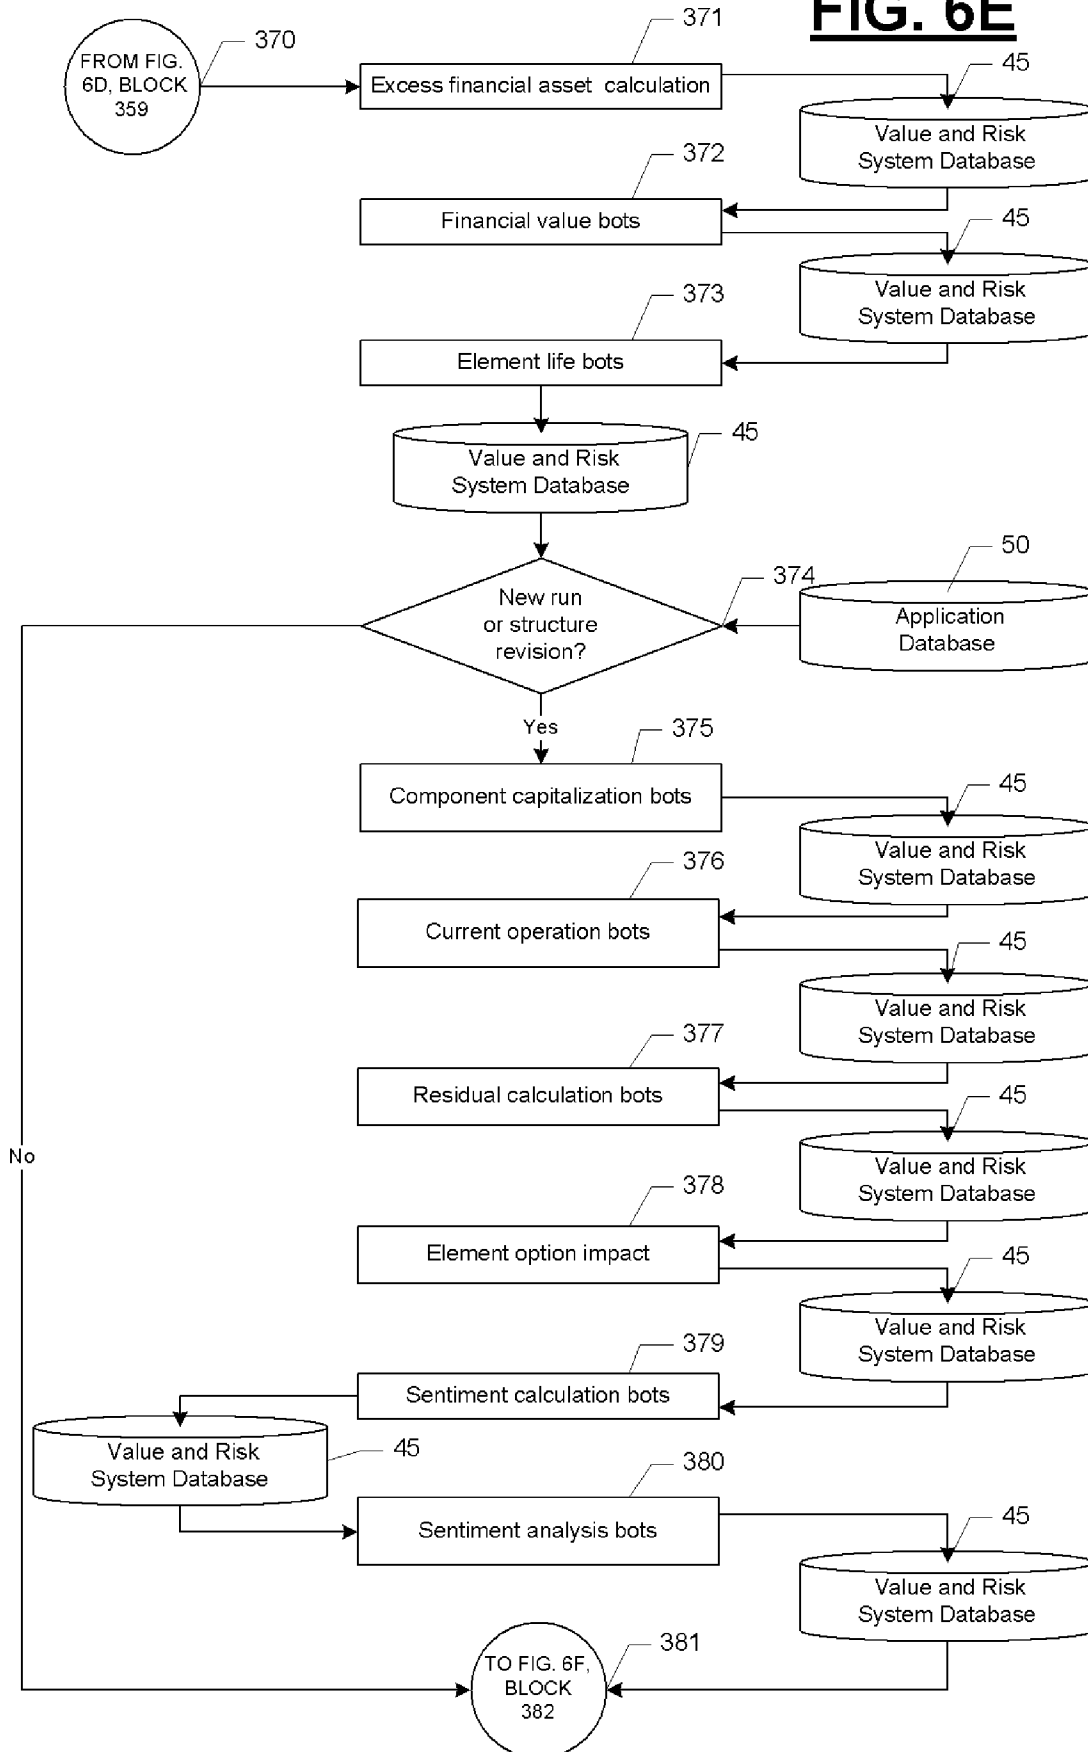 FIG. 6E
370
371
45
FROM FIG.
6D, BLOCK
359
Excess financial asset calculation
Value and Risk
System Database
372
Financial value bots
45
Value and Risk
System Database
373
Element life bots
45
Value and Risk
System Database
New run
or structure
revision?
374
50
Application
Database
Yes
375
Component capitalization bots
45
Value and Risk
System Database
376
Current operation bots
45
Value and Risk
System Database
377
Residual calculation bots
45
Value and Risk
System Database
No
378
Element option impact
45
Value and Risk
System Database
379
Sentiment calculation bots
Value and Risk
System Database
45
380
Sentiment analysis bots
45
Value and Risk
System Database
381
TO FIG. 6F,
BLOCK
382